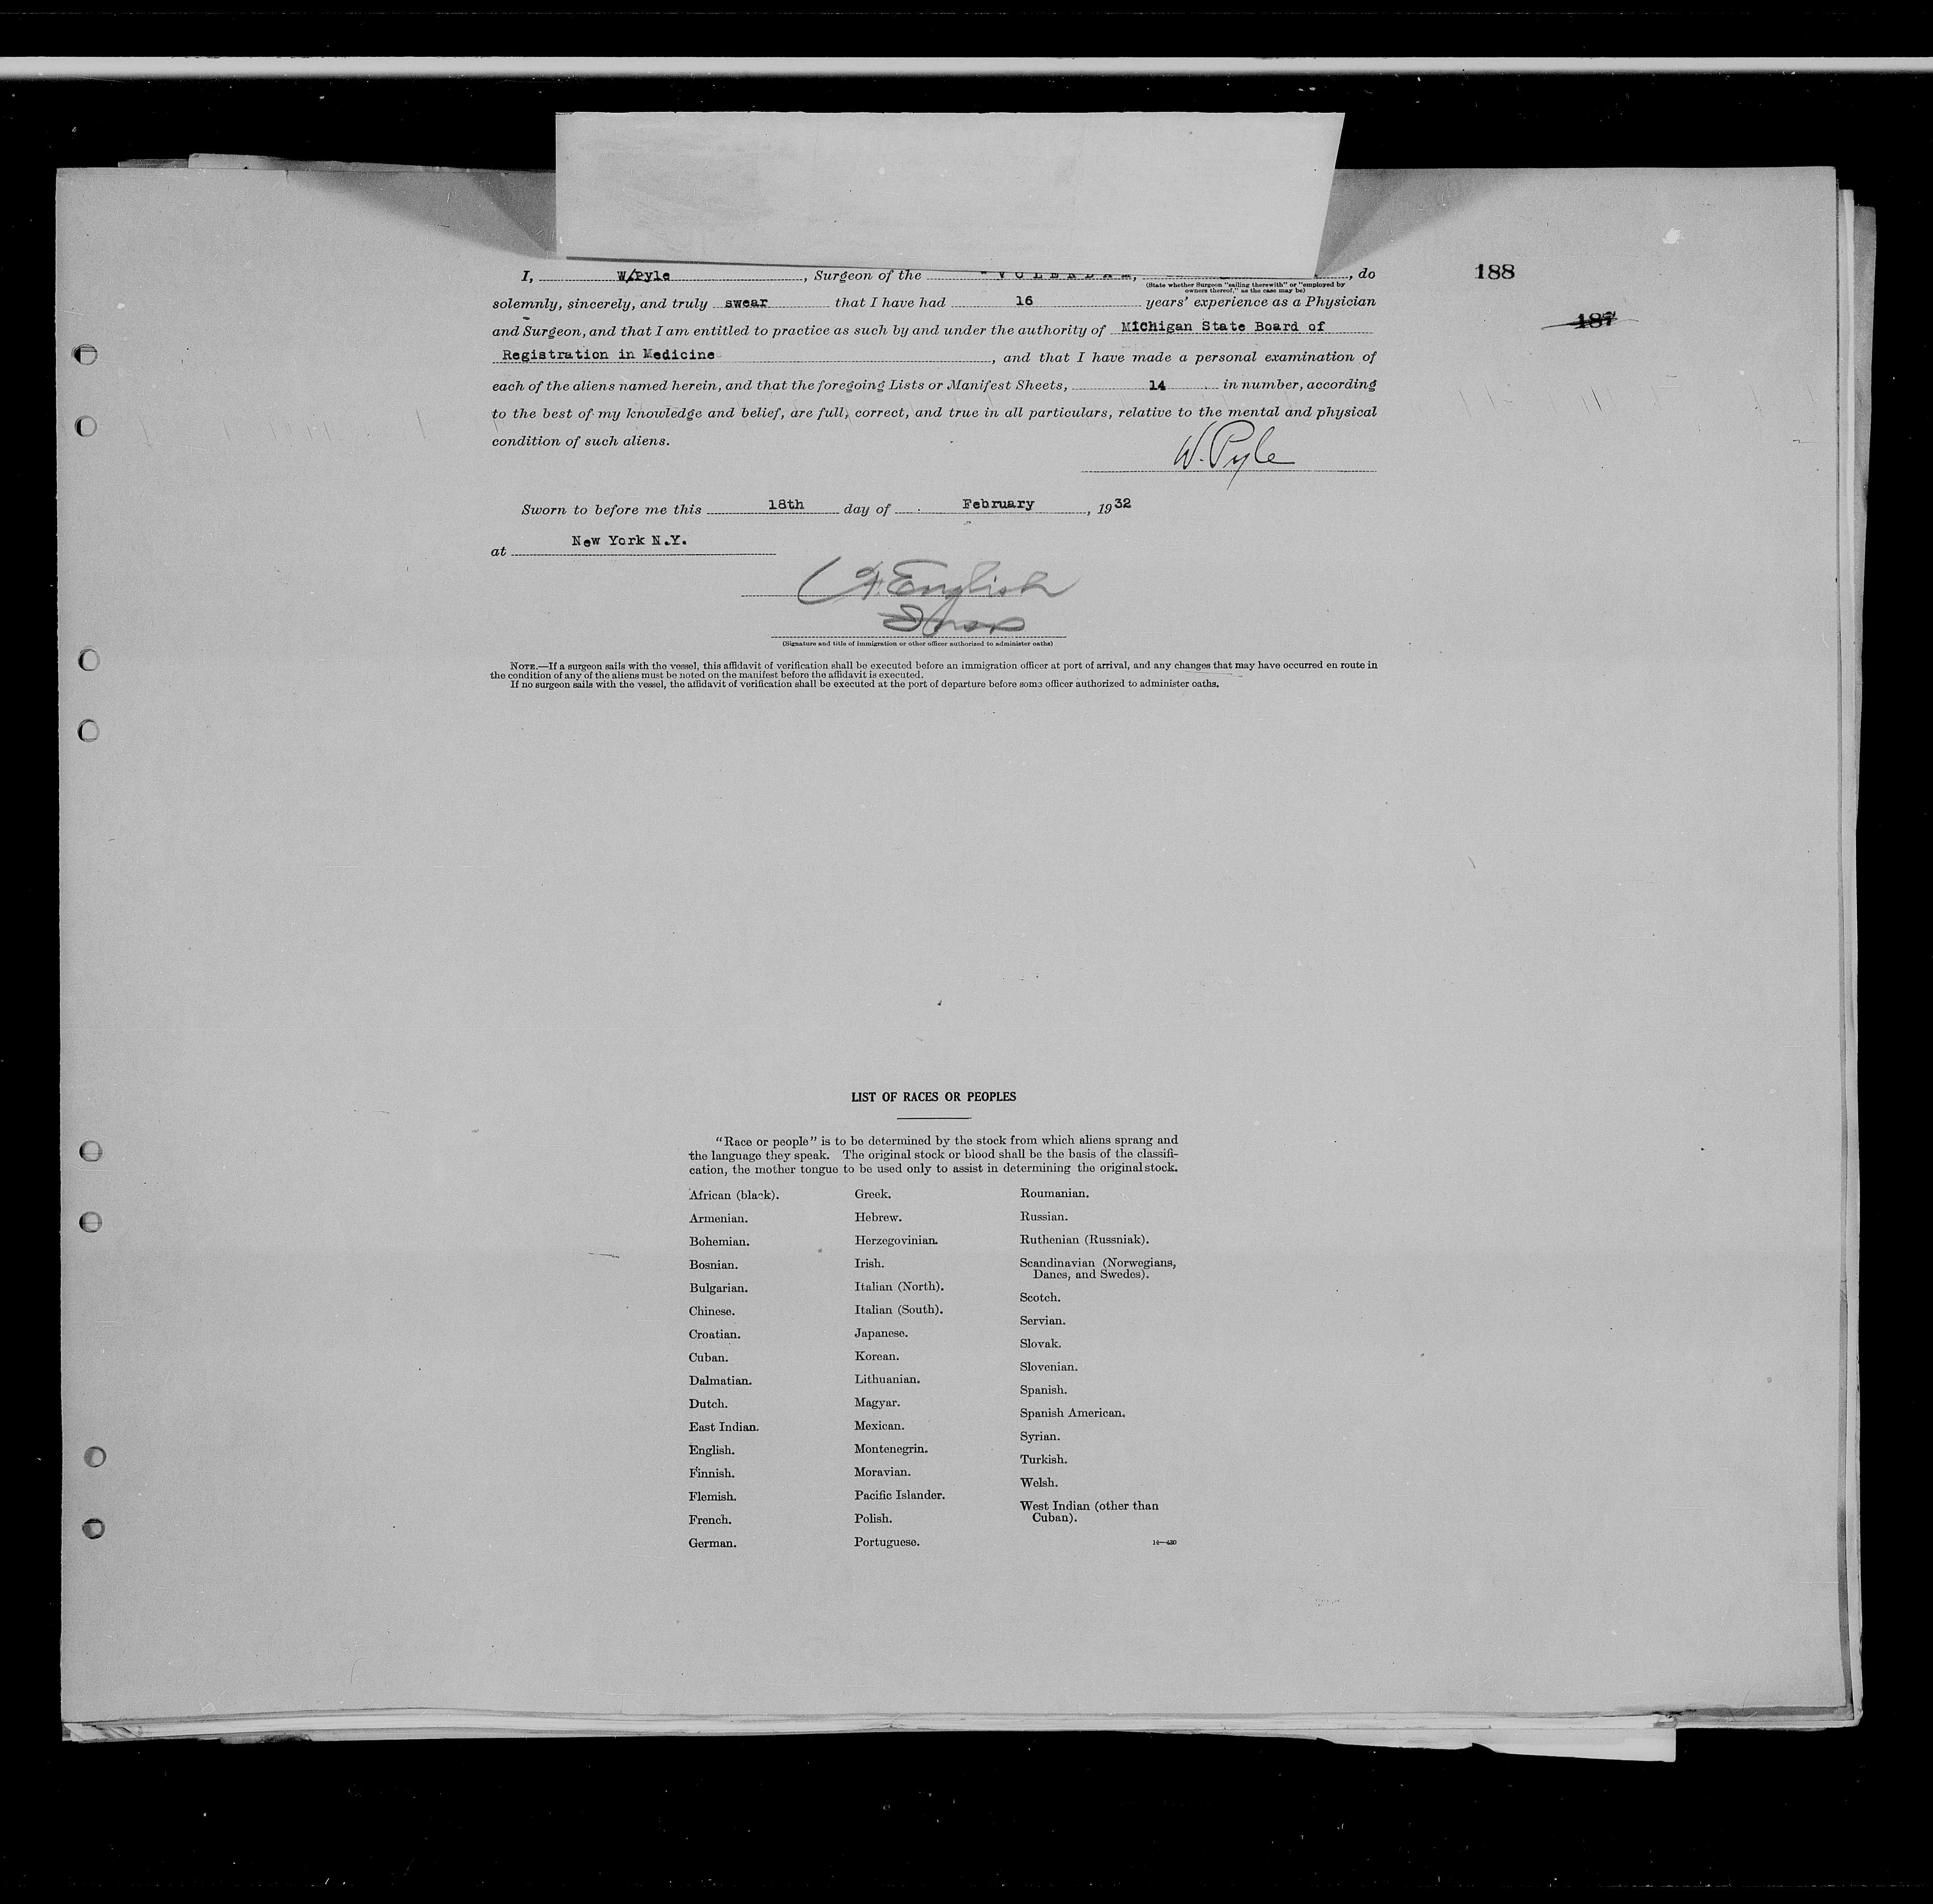 I, W/Pyle, Surgeon of the "VOLENDAM, , do
(State whether Surgeon "sailing therewith" or "employed by
owners thereof," as the case may be)
188
solemnly, sincerely, and truly swear that I have had 16 years' experience as a Physician
and Surgeon, and that I am entitled to practice as such by and under the authority of Michigan State Board of
187
Registration in Medicine, and that I have made a personal examination of
each of the aliens named herein, and that the foregoing Lists or Manifest Sheets, 14 in number, according
to the best of my knowledge and belief, are full, correct, and true in all particulars, relative to the mental and physical
condition of such aliens.
W. Pyle
Sworn to before me this 18th day of February, 1932
at New York N.Y.
English
(Signature and title of immigration or other officer authorized to administer oaths)
NOTE.—If a surgeon sails with the vessel, this affidavit of verification shall be executed before an immigration officer at port of arrival, and any changes that may have occurred en route in
the condition of any of the aliens must be noted on the manifest before the affidavit is executed.
If no surgeon sails with the vessel, the affidavit of verification shall be executed at the port of departure before some officer authorized to administer oaths.
LIST OF RACES OR PEOPLES
"Race or people" is to be determined by the stock from which aliens sprang and
the language they speak. The original stock or blood shall be the basis of the classifi-
cation, the mother tongue to be used only to assist in determining the original stock.
African (black).
Armenian.
Bohemian.
Bosnian.
Bulgarian.
Chinese.
Croatian.
Cuban.
Dalmatian.
Dutch.
East Indian.
English.
Finnish.
Flemish.
French.
German.
Greek.
Hebrew.
Herzegovinian.
Irish.
Italian (North).
Italian (South).
Japanese.
Korean.
Lithuanian.
Magyar.
Mexican.
Montenegrin.
Moravian.
Pacific Islander.
Polish.
Portuguese.
Roumanian.
Russian.
Ruthenian (Russniak).
Scandinavian (Norwegians,
Danes, and Swedes).
Scotch.
Servian.
Slovak.
Slovenian.
Spanish.
Spanish American.
Syrian.
Turkish.
Welsh.
West Indian (other than
Cuban).
14—430